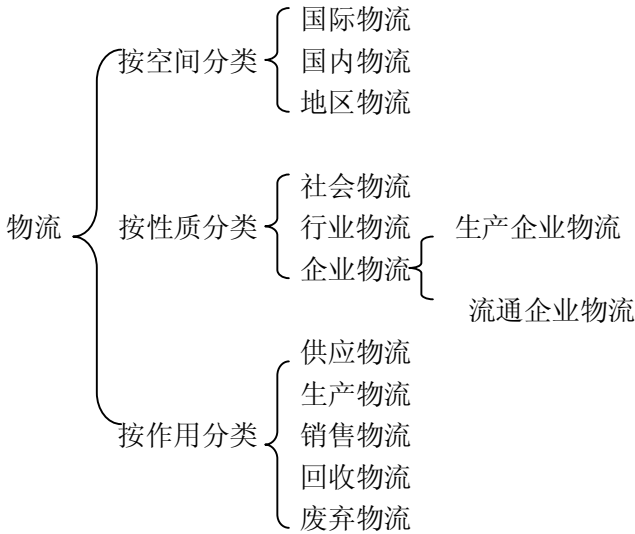 国际物流
按空间分类
国内物流
地区物流
社会物流
物流
按性质分类
行业物流
生产企业物流
企业物流
流通企业物流
供应物流
生产物流
按作用分类
销售物流
回收物流
废弃物流